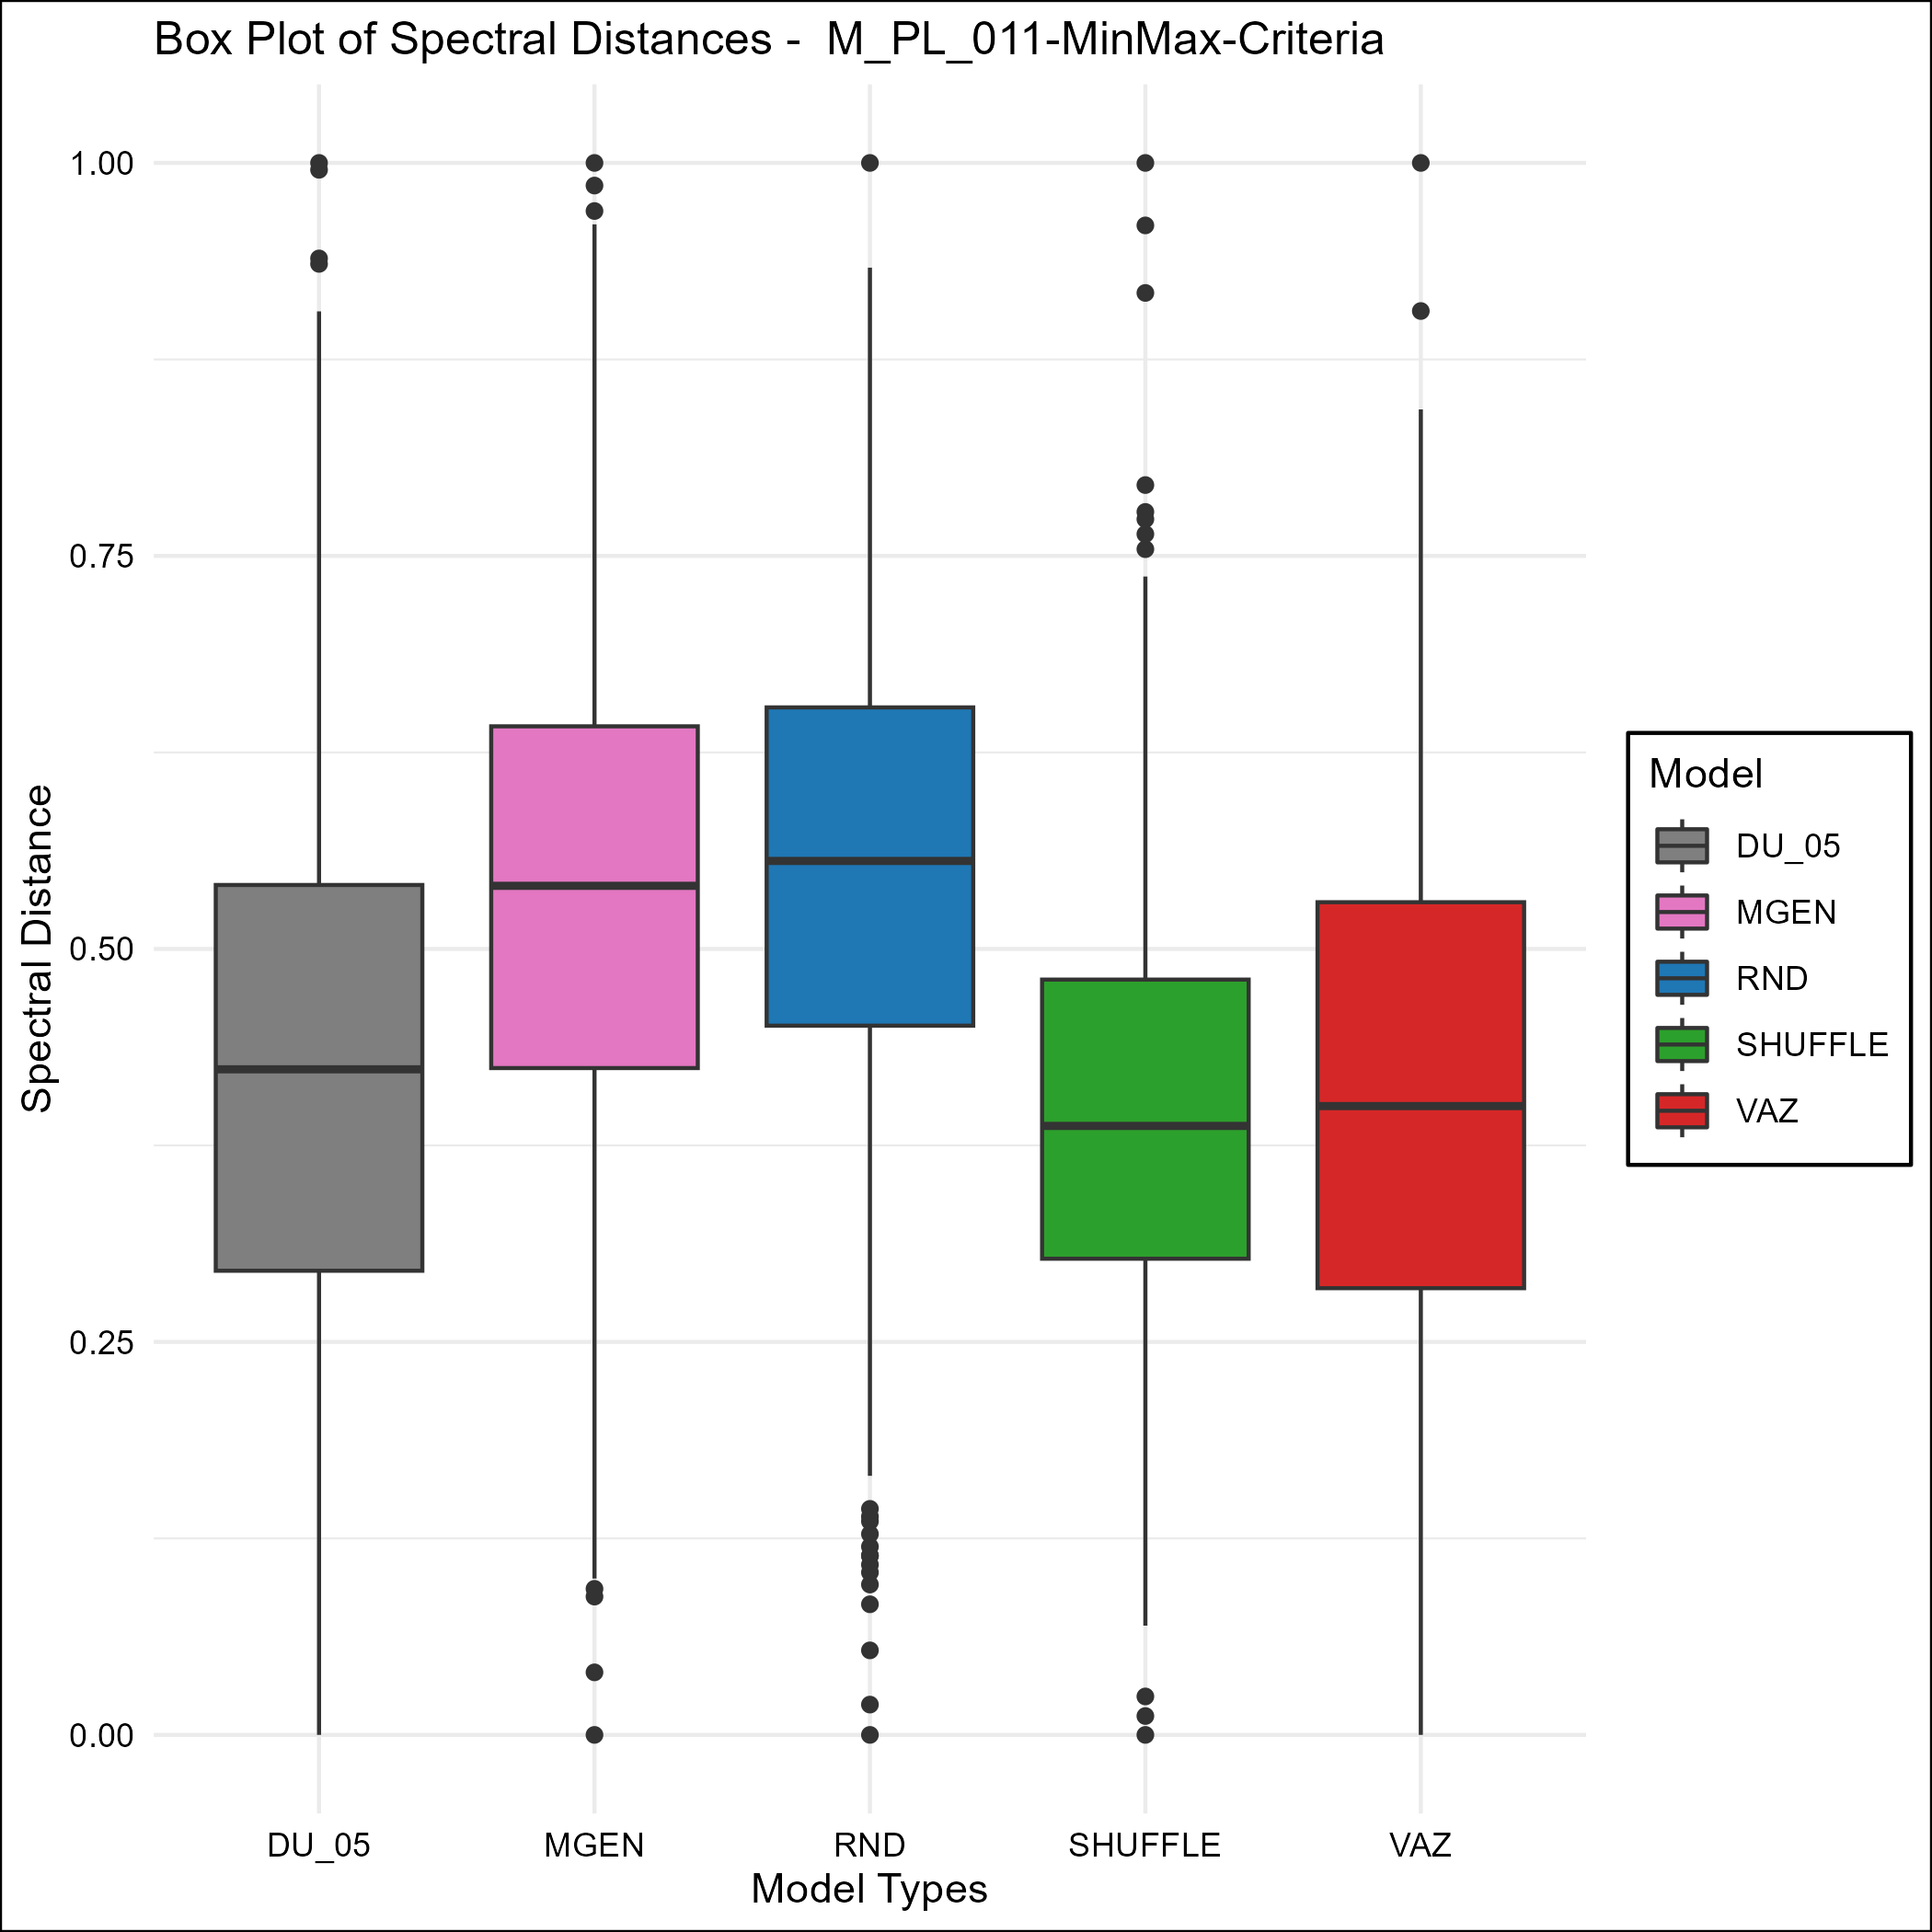 Box Plot of Spectral Distances -  M_PL_011-MinMax-Criteria
1.00
0.75
0.50
0.25
0.00
Spectral Distance
DU_05
MGEN
RND
SHUFFLE
VAZ
Model Types
Model
DU_05
MGEN
RND
SHUFFLE
VAZ